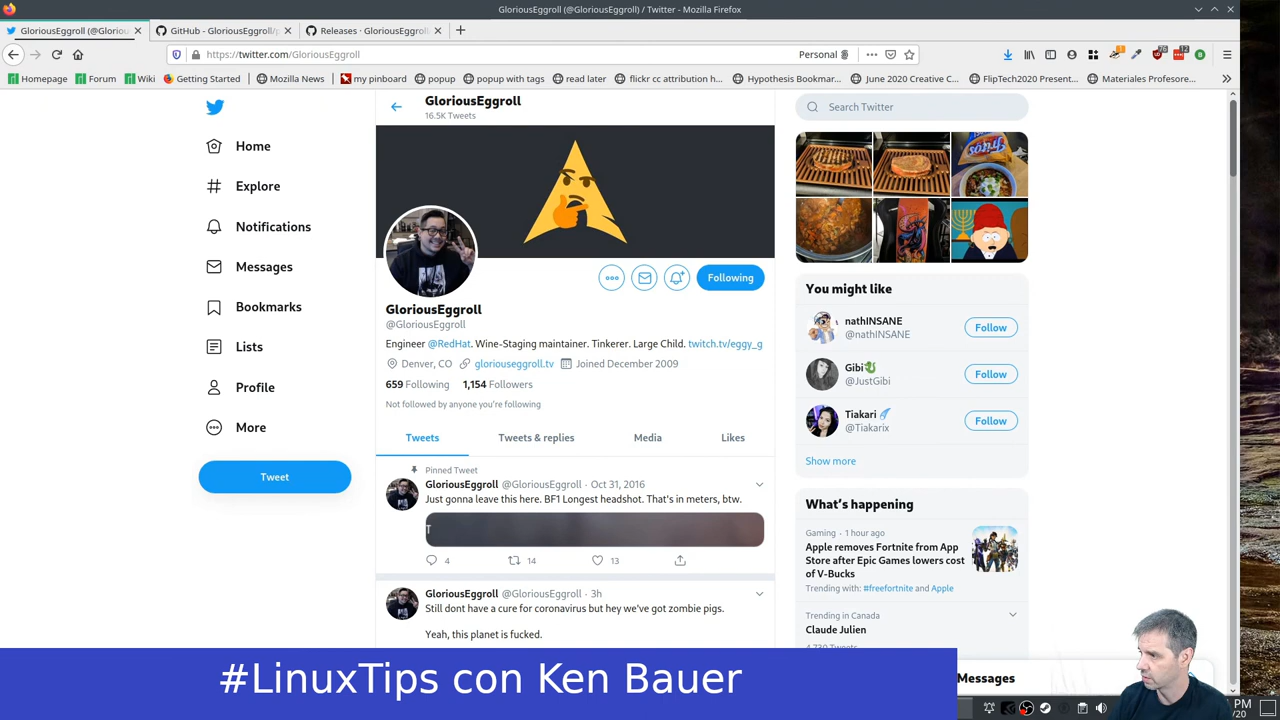 GloriousEggroll (@GloriousEggroll) / Twitter - Mozilla Firefox
GloriousEggroll (@Gloriou
GitHub - GloriousEggroll/p
Releases · GloriousEggroll
https://twitter.com/GloriousEggroll
Personal
Homepage
Forum
Wiki
Getting Started
Mozilla News
my pinboard
popup
popup with tags
read later
flickr cc attribution h...
Hypothesis Bookmar...
June 2020 Creative C...
FlipTech2020 Present...
Materiales Profesore...
Home
Explore
Notifications
Messages
Bookmarks
Lists
Profile
More
Tweet
GloriousEggroll
16.5K Tweets
Following
GloriousEggroll
@GloriousEggroll
Engineer @RedHat. Wine-Staging maintainer. Tinkerer. Large Child. twitch.tv/eggy_g
Denver, CO gloriouseggroll.tv Joined December 2009
659 Following 1,154 Followers
Not followed by anyone you're following
Tweets Tweets & replies Media Likes
Pinned Tweet
GloriousEggroll @GloriousEggroll · Oct 31, 2016
Just gonna leave this here. BF1 Longest headshot. That's in meters, btw.
T
4 14 13
GloriousEggroll @GloriousEggroll · 3h
Still dont have a cure for coronavirus but hey we've got zombie pigs.
Yeah, this planet is fucked.
Search Twitter
You might like
nathINSANE
@nathINSANE
Follow
Gibi
@JustGibi
Follow
Tiakari
@Tiakarix
Follow
Show more
What's happening
Gaming · 1 hour ago
Apple removes Fortnite from App
Store after Epic Games lowers cost
of V-Bucks
Trending with: #freefortnite and Apple
Trending in Canada
Claude Julien
4,730 Tweets
Messages
#LinuxTips con Ken Bauer
PM
/20